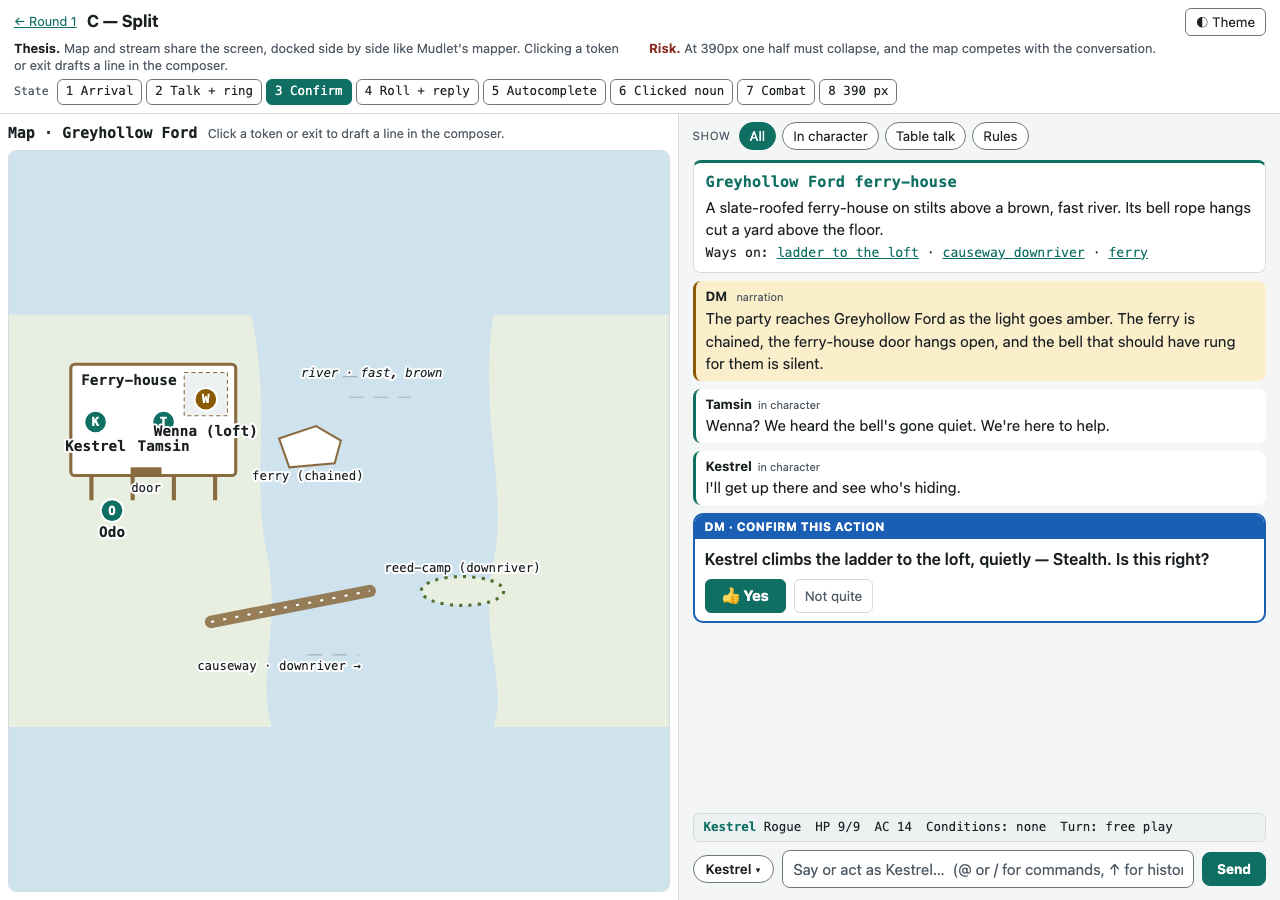 ← Round 1 C — Split
◐ Theme
Thesis. Map and stream share the screen, docked side by side like Mudlet's mapper. Clicking a token
or exit drafts a line in the composer.
Risk. At 390px one half must collapse, and the map competes with the conversation.
State 1 Arrival 2 Talk + ring 3 Confirm 4 Roll + reply 5 Autocomplete 6 Clicked noun 7 Combat 8 390 px
Map · Greyhollow Ford Click a token or exit to draft a line in the composer.
river · fast, brown
Ferry-house
W
K
T
Wenna (loft)
Kestrel Tamsin
door
ferry (chained)
O
Odo
reed-camp (downriver)
causeway · downriver →
SHOW All In character Table talk Rules
Greyhollow Ford ferry-house
A slate-roofed ferry-house on stilts above a brown, fast river. Its bell rope hangs
cut a yard above the floor.
Ways on: ladder to the loft · causeway downriver · ferry
DM narration
The party reaches Greyhollow Ford as the light goes amber. The ferry is
chained, the ferry-house door hangs open, and the bell that should have rung
for them is silent.
Tamsin in character
Wenna? We heard the bell's gone quiet. We're here to help.
Kestrel in character
I'll get up there and see who's hiding.
DM · CONFIRM THIS ACTION
Kestrel climbs the ladder to the loft, quietly — Stealth. Is this right?
👍 Yes Not quite
Kestrel Rogue HP 9/9 AC 14 Conditions: none Turn: free play
Kestrel ▾ Say or act as Kestrel… (@ or / for commands, ↑ for histor Send